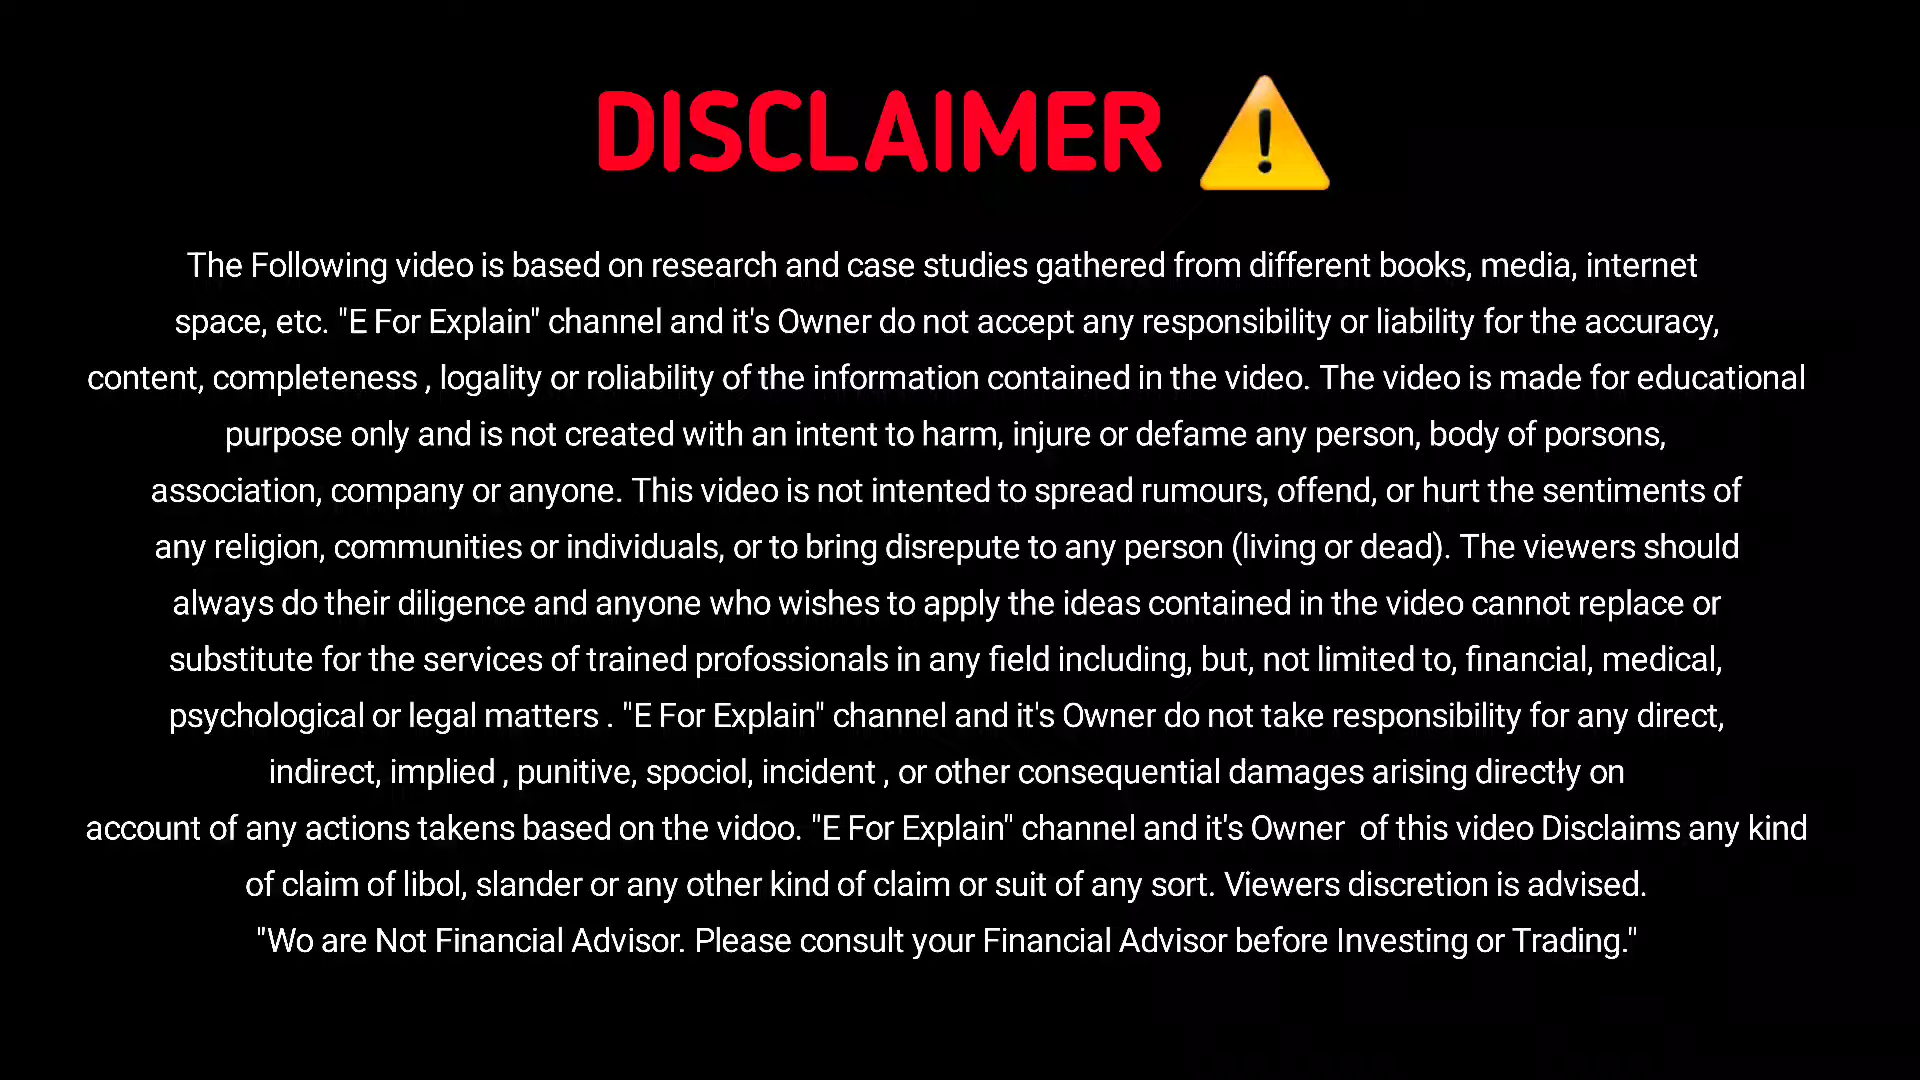 DISCLAIMER
The Following video is based on research and case studies gathered from different books, media, internet
space, etc. "E For Explain" channel and it's Owner do not accept any responsibility or liability for the accuracy,
content, completeness , logality or roliability of the information contained in the video. The video is made for educational
purpose only and is not created with an intent to harm, injure or defame any person, body of porsons,
association, company or anyone. This video is not intented to spread rumours, offend, or hurt the sentiments of
any religion, communities or individuals, or to bring disrepute to any person (living or dead). The viewers should
always do their diligence and anyone who wishes to apply the ideas contained in the video cannot replace or
substitute for the services of trained profossionals in any field including, but, not limited to, financial, medical,
psychological or legal matters . "E For Explain" channel and it's Owner do not take responsibility for any direct,
indirect, implied , punitive, spociol, incident , or other consequential damages arising directły on
account of any actions takens based on the vidoo. "E For Explain" channel and it's Owner  of this video Disclaims any kind
of claim of libol, slander or any other kind of claim or suit of any sort. Viewers discretion is advised.
"Wo are Not Financial Advisor. Please consult your Financial Advisor before Investing or Trading."